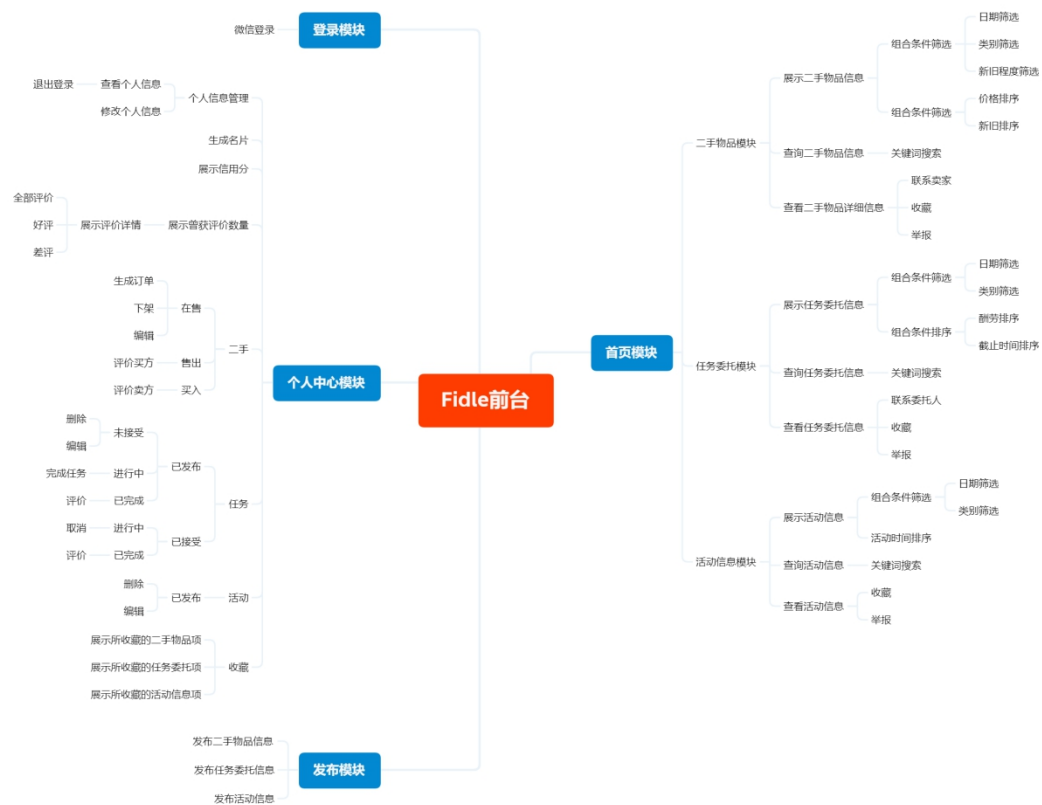 Fidle前台
登录模块
微信登录
个人中心模块
个人信息管理
查看个人信息
退出登录
修改个人信息
生成名片
展示信用分
展示曾获评价数量
展示评价详情
全部评价
好评
差评
二手
在售
生成订单
下架
编辑
售出
评价买方
买入
评价卖方
任务
已发布
未接受
删除
编辑
进行中
完成任务
已完成
评价
已接受
进行中
取消
已完成
评价
活动
已发布
删除
编辑
收藏
展示所收藏的二手物品项
展示所收藏的任务委托项
展示所收藏的活动信息项
发布模块
发布二手物品信息
发布任务委托信息
发布活动信息
首页模块
二手物品模块
展示二手物品信息
组合条件筛选
日期筛选
类别筛选
新旧程度筛选
组合条件筛选
价格排序
新旧排序
查询二手物品信息
关键词搜索
查看二手物品详细信息
联系卖家
收藏
举报
任务委托模块
展示任务委托信息
组合条件筛选
日期筛选
类别筛选
组合条件排序
酬劳排序
截止时间排序
查询任务委托信息
关键词搜索
查看任务委托信息
联系委托人
收藏
举报
活动信息模块
展示活动信息
组合条件筛选
日期筛选
类别筛选
活动时间排序
查询活动信息
关键词搜索
查看活动信息
收藏
举报